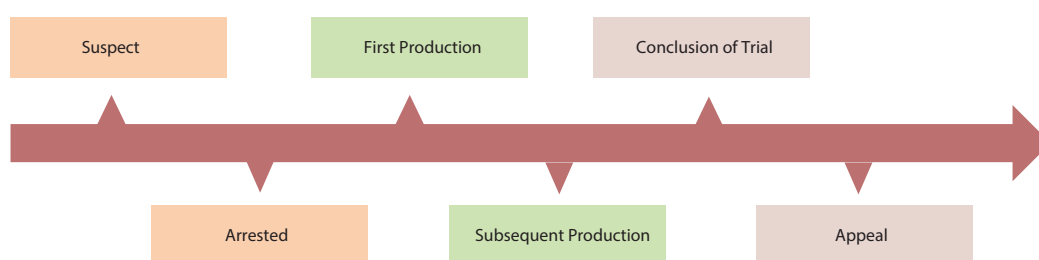 Suspect
First Production
Conclusion of Trial
Arrested
Subsequent Production
Appeal